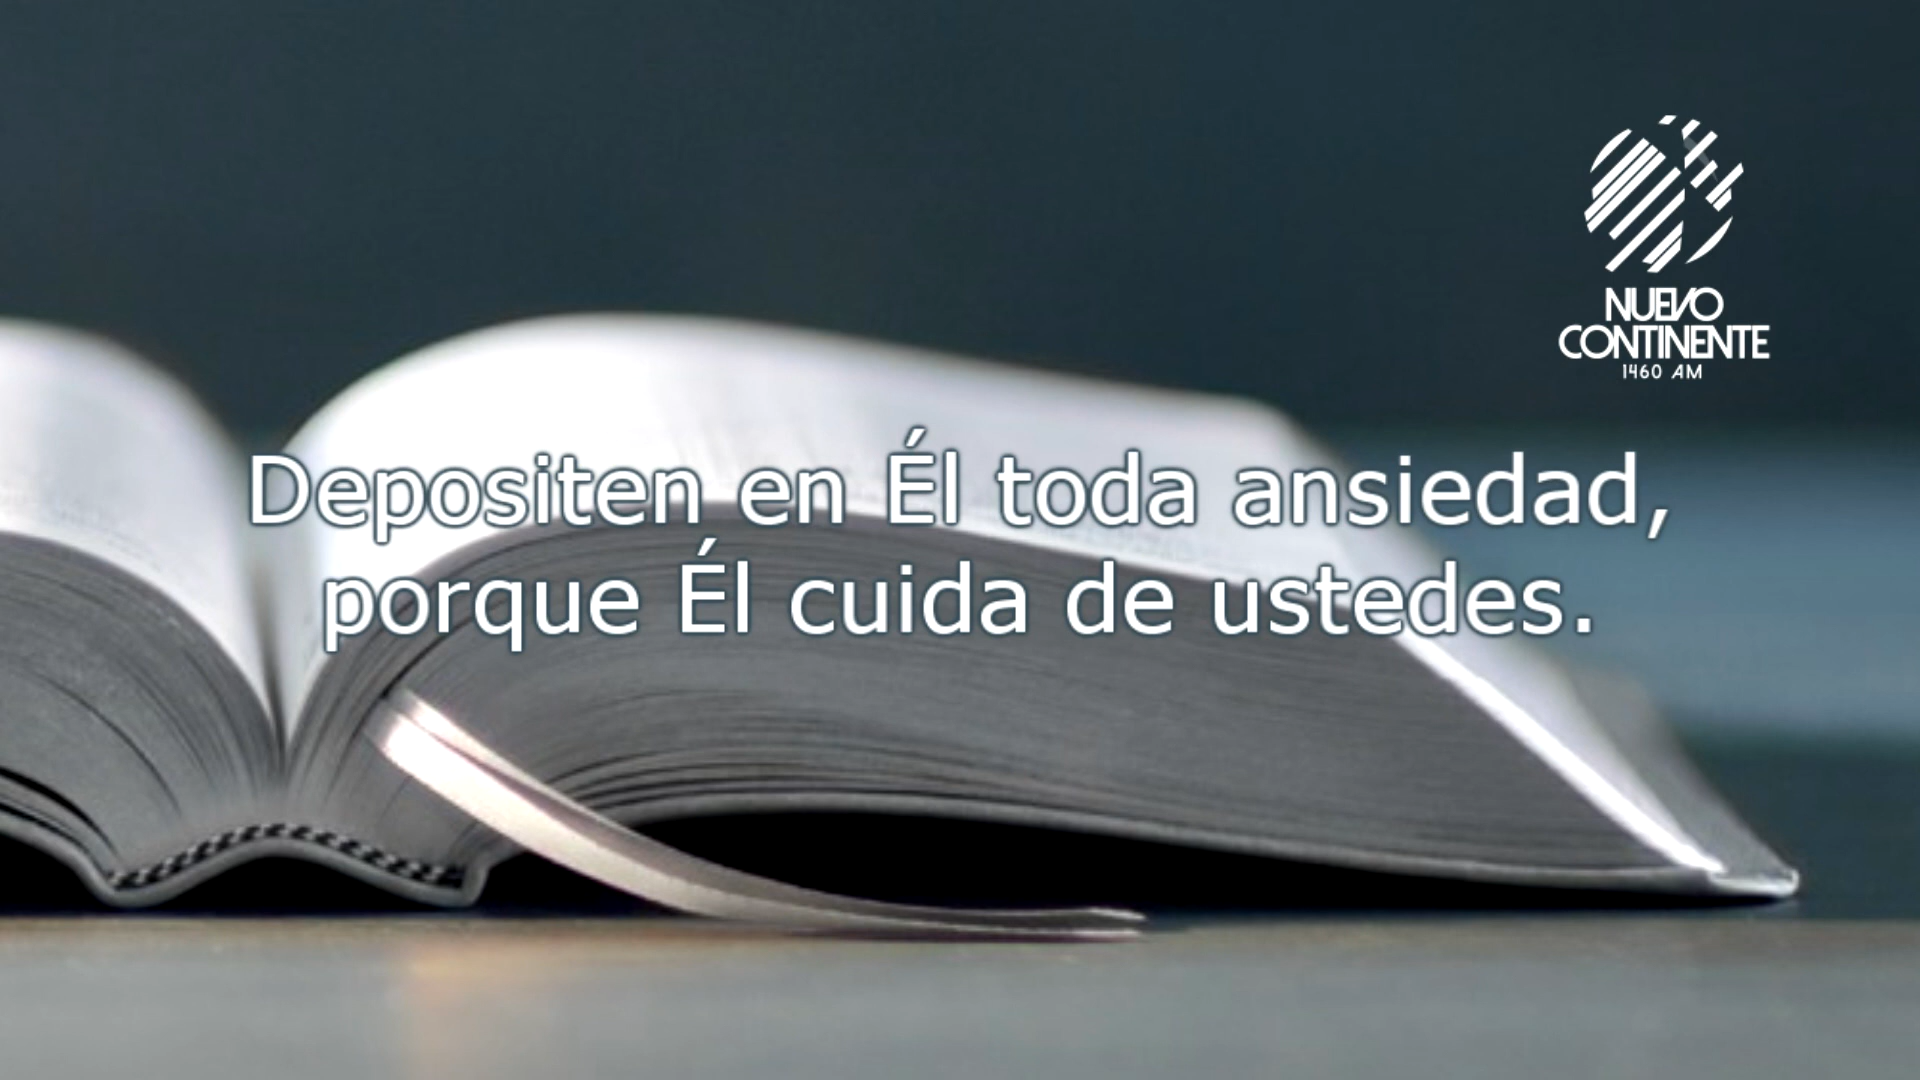 NUEVO
CONTINENTE
1460 AM
Depositen en Él toda ansiedad,
porque Él cuida de ustedes.